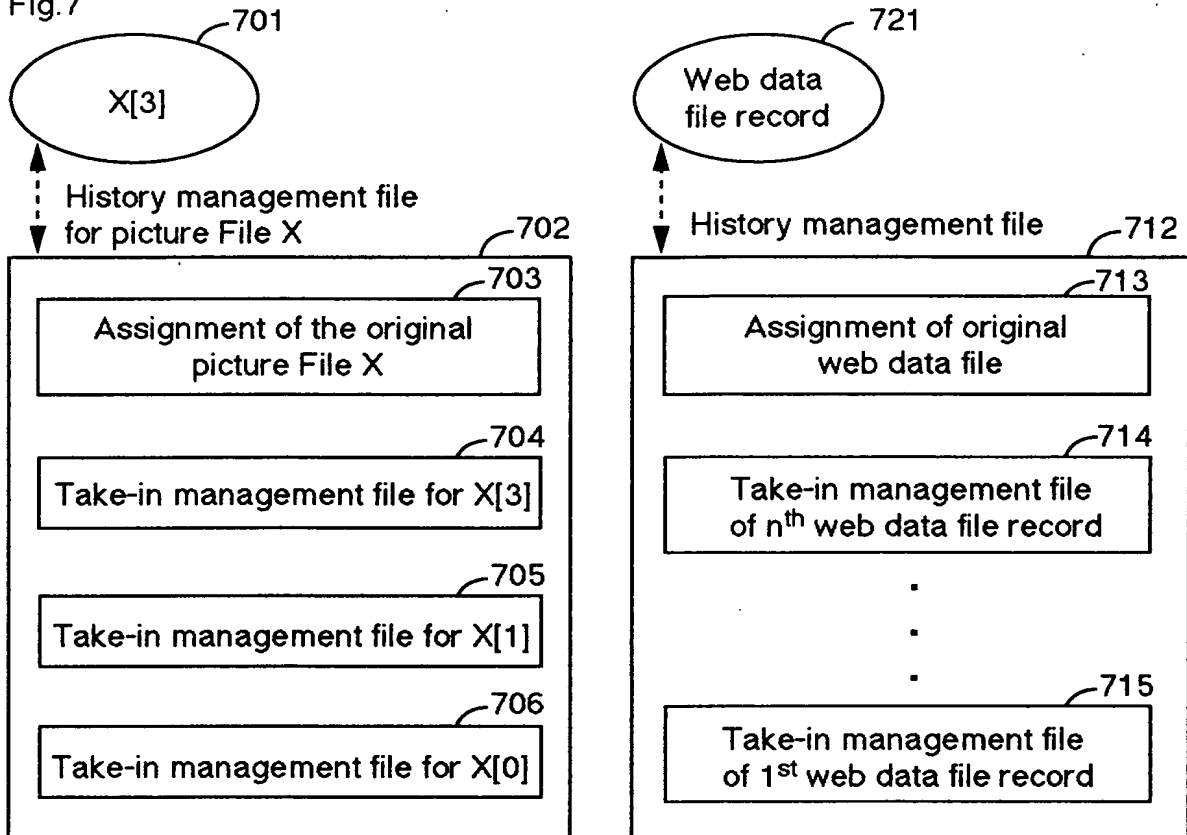 Fig.7
701
X[3]
History management file
for picture File X
702
703
Assignment of the original
picture File X
704
Take-in management file for X[3]
705
Take-in management file for X[1]
706
Take-in management file for X[0]
721
Web data
file record
History management file
712
713
Assignment of original
web data file
714
Take-in management file
of nth web data file record
715
Take-in management file
of 1st web data file record